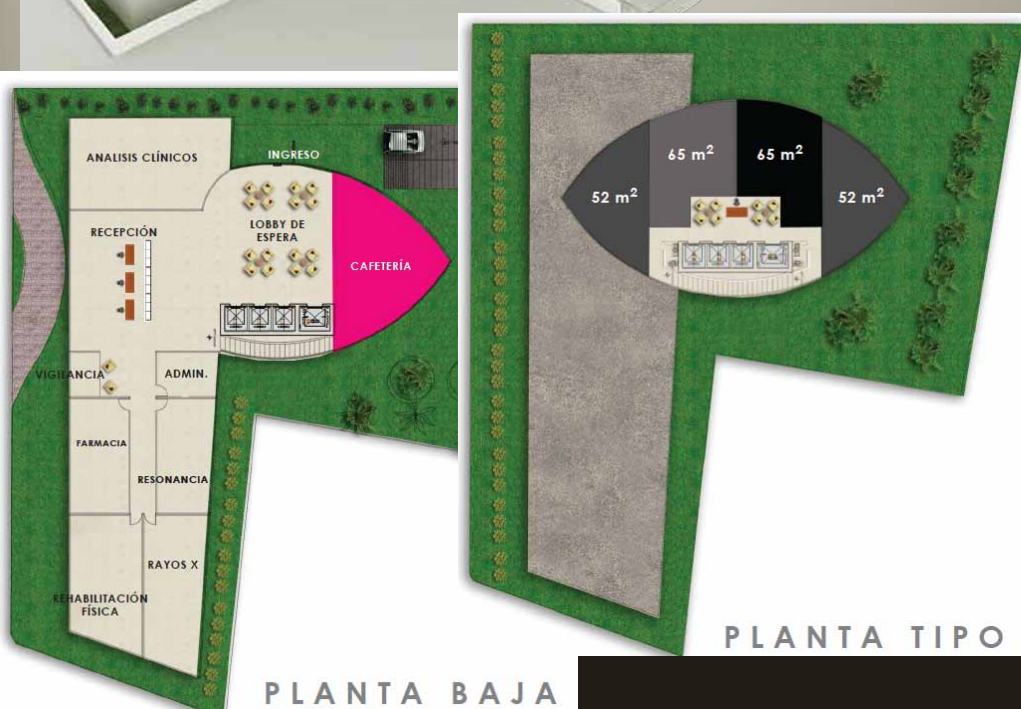 ANALISIS CLÍNICOS
INGRESO
RECEPCIÓN
LOBBY DE
ESPERA
CAFETERÍA
VIGILANCIA
ADMIN.
FARMACIA
RESONANCIA
RAYOS X
REHABILITACIÓN
FÍSICA
PLANTA BAJA
52 m²
65 m²
65 m²
52 m²
PLANTA TIPO